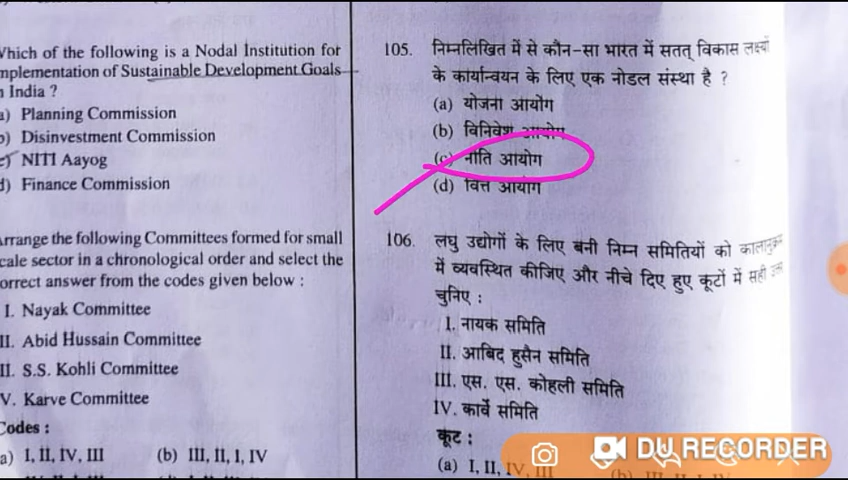 Which of the following is a Nodal Institution for
mplementation of Sustainable Development Goals
n India ?
a) Planning Commission
b) Disinvestment Commission
c) NITI Aayog
d) Finance Commission
Arrange the following Committees formed for small
cale sector in a chronological order and select the
orrect answer from the codes given below :
I. Nayak Committee
II. Abid Hussain Committee
II. S.S. Kohli Committee
V. Karve Committee
Codes :
a) I, II, IV, III (b) III, II, I, IV
105. निम्नलिखित में से कौन-सा भारत में सतत् विकास लक्ष्यों
के कार्यान्वयन के लिए एक नोडल संस्था है ?
(a) योजना आयोग
(b) विनिवेश आयोग
(c) नीति आयोग
(d) वित्त आयोग
106. लघु उद्योगों के लिए बनी निम्न समितियों को कालानुक्रम
में व्यवस्थित कीजिए और नीचे दिए हुए कूटों में सही
चुनिए :
I. नायक समिति
II. आबिद हुसैन समिति
III. एस. एस. कोहली समिति
IV. कार्वे समिति
कूट :
(a) I, II, IV, III
DU RECORDER